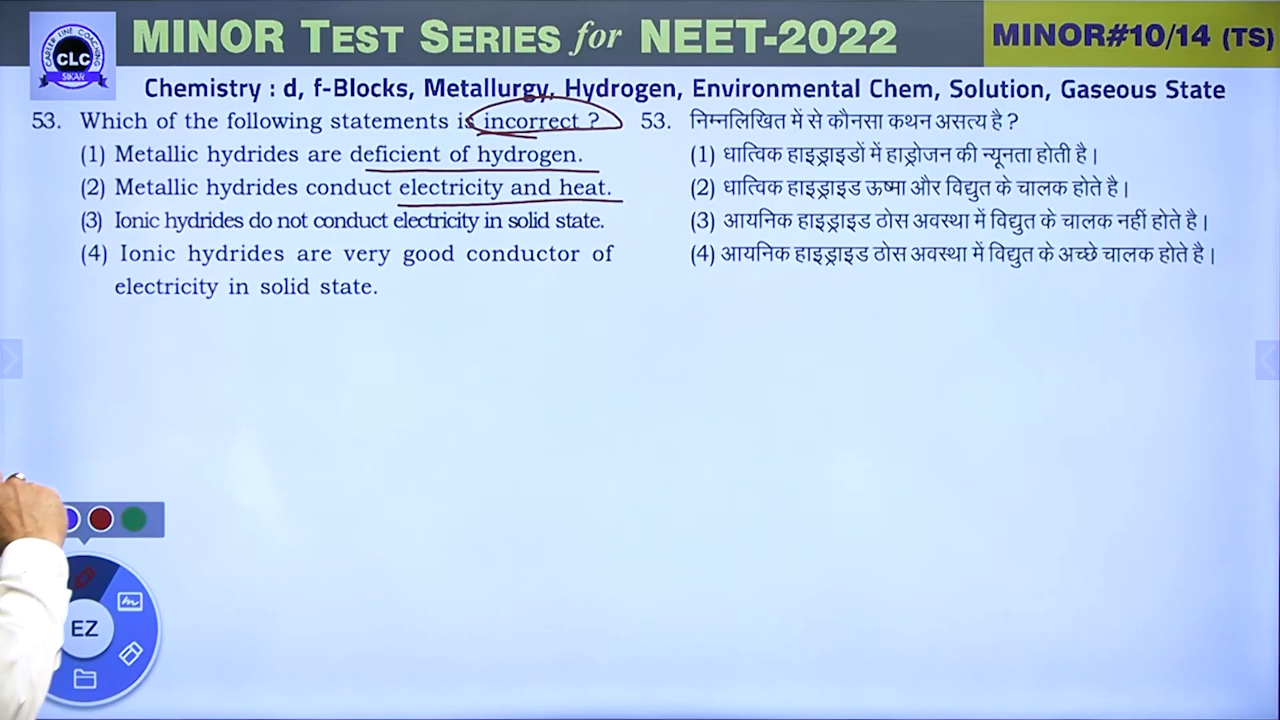 CAREER LINE COACHING
CLC
SIKAR
MINOR TEST SERIES for NEET-2022
MINOR#10/14 (TS)
Chemistry : d, f-Blocks, Metallurgy, Hydrogen, Environmental Chem, Solution, Gaseous State
53. Which of the following statements is incorrect ?
(1) Metallic hydrides are deficient of hydrogen.
(2) Metallic hydrides conduct electricity and heat.
(3) Ionic hydrides do not conduct electricity in solid state.
(4) Ionic hydrides are very good conductor of
electricity in solid state.
53. निम्नलिखित में से कौनसा कथन असत्य है ?
(1) धात्विक हाइड्राइडों में हाड्रोजन की न्यूनता होती है।
(2) धात्विक हाइड्राइड ऊष्मा और विद्युत के चालक होते है।
(3) आयनिक हाइड्राइड ठोस अवस्था में विद्युत के चालक नहीं होते है।
(4) आयनिक हाइड्राइड ठोस अवस्था में विद्युत के अच्छे चालक होते है।
EZ